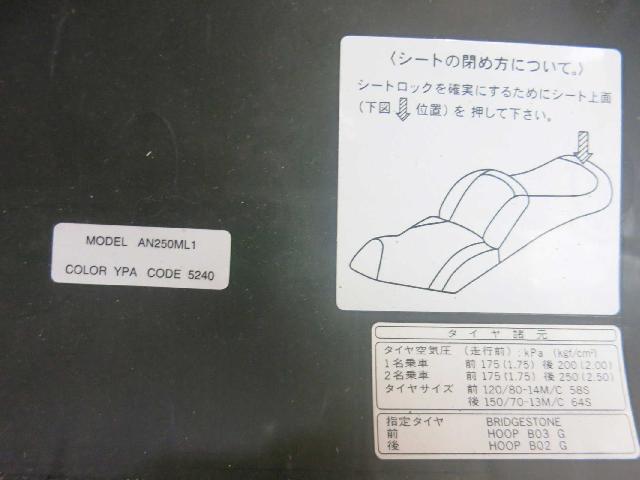 〈シートの閉め方について。〉
シートロックを確実にするためにシート上面
(下図 位置)を 押して下さい。
MODEL AN250ML1
COLOR YPA CODE 5240
タイヤ諸元
タイヤ空気圧 (走行前):kPa (kgf/cm²)
1名乗車 前 175 (1.75) 後 200 (2.00)
2名乗車 前 175 (1.75) 後 250 (2.50)
タイヤサイズ 前 120/80-14M/C 58S
後 150/70-13M/C 64S
指定タイヤ BRIDGESTONE
前 HOOP B03 G
後 HOOP B02 G